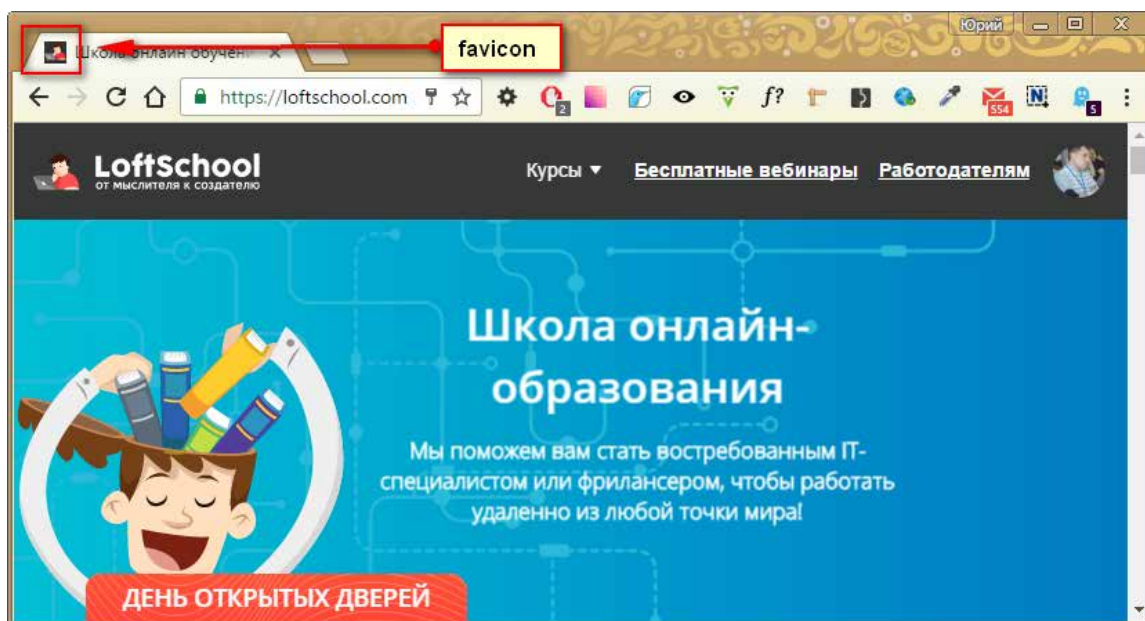 Юрий
Школа онлайн обучен
favicon
https://loftschool.com
f?
2
554
N
5
LoftSchool
от мыслителя к создателю
Курсы ▾ Бесплатные вебинары Работодателям
Школа онлайн-
образования
Мы поможем вам стать востребованным IT-
специалистом или фрилансером, чтобы работать
удаленно из любой точки мира!
ДЕНЬ ОТКРЫТЫХ ДВЕРЕЙ